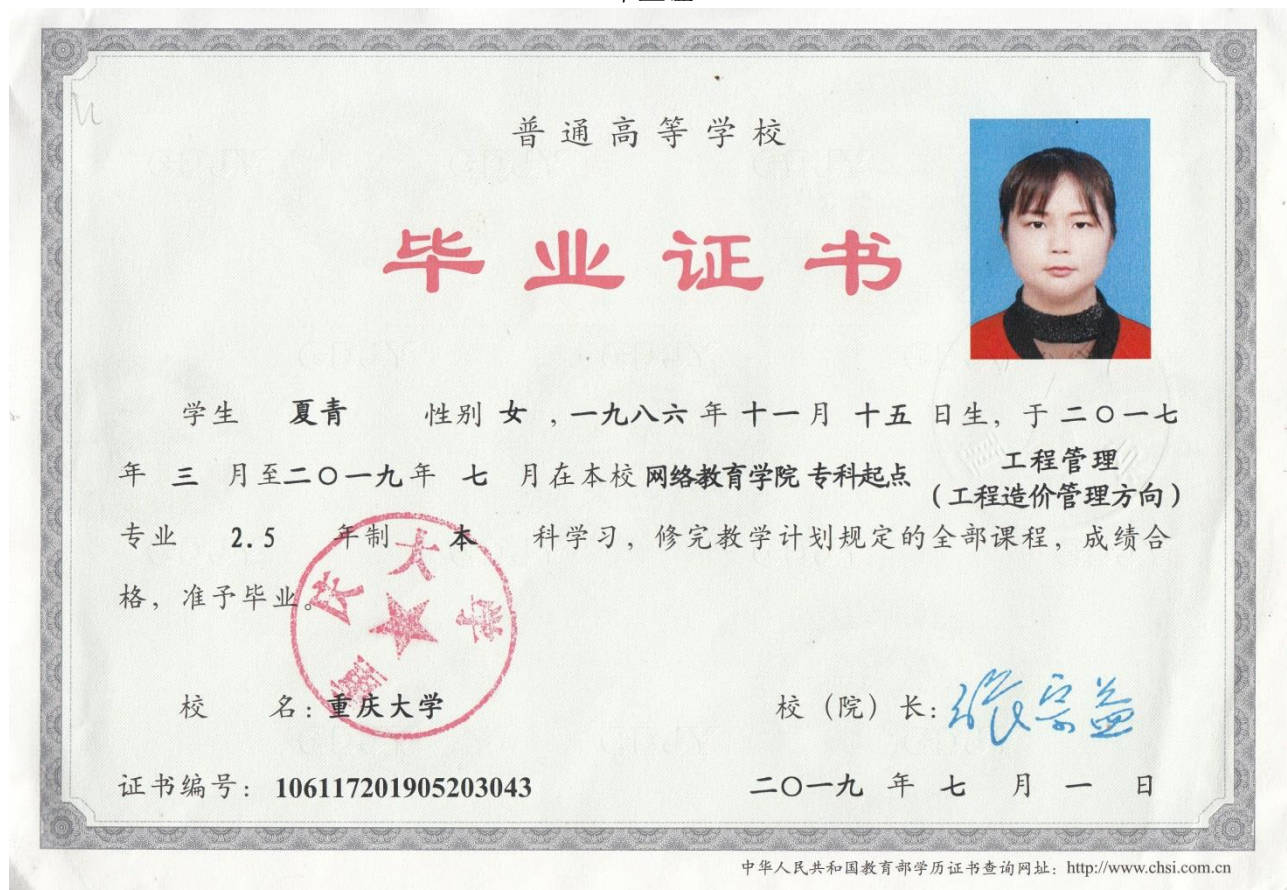 普通高等学校
毕业证书
学生 夏青 性别 女 ，一九八六 年 十一 月 十五 日生，于 二〇一七
年 三 月至二〇一九年 七 月在本校 网络教育学院 专科起点 工程管理
（工程造价管理方向）
专业 2.5 年制 本 科学习，修完教学计划规定的全部课程，成绩合
格，准予毕业。
重庆大学
校 名：重庆大学
校（院）长：张宗益
证书编号：106117201905203043
二〇一九 年 七 月 一 日
中华人民共和国教育部学历证书查询网址：http://www.chsi.com.cn